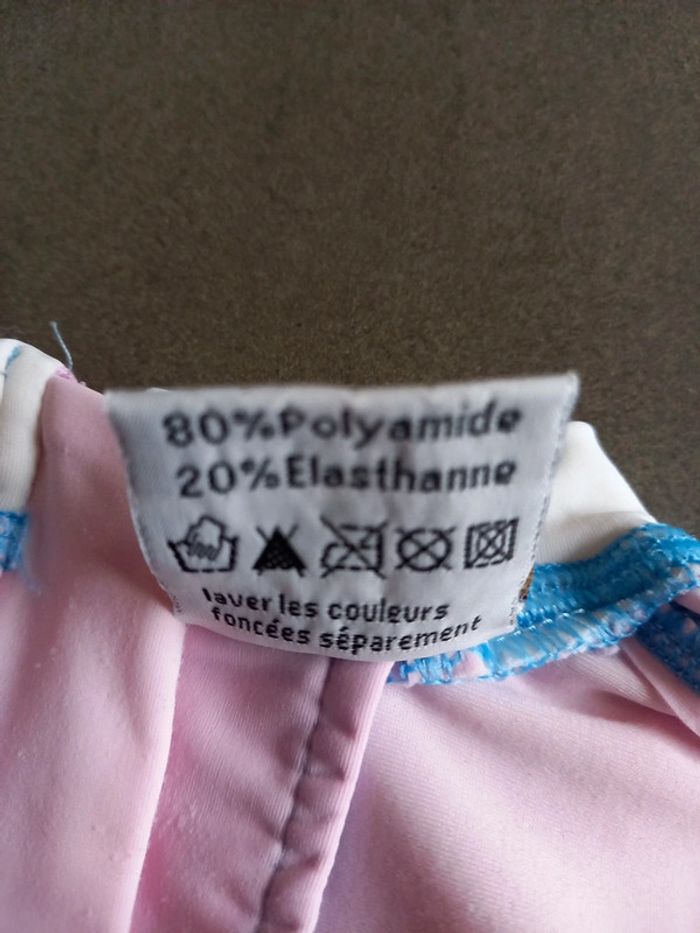 80%Polyamide
20%Elasthanne
laver les couleurs
foncées séparement